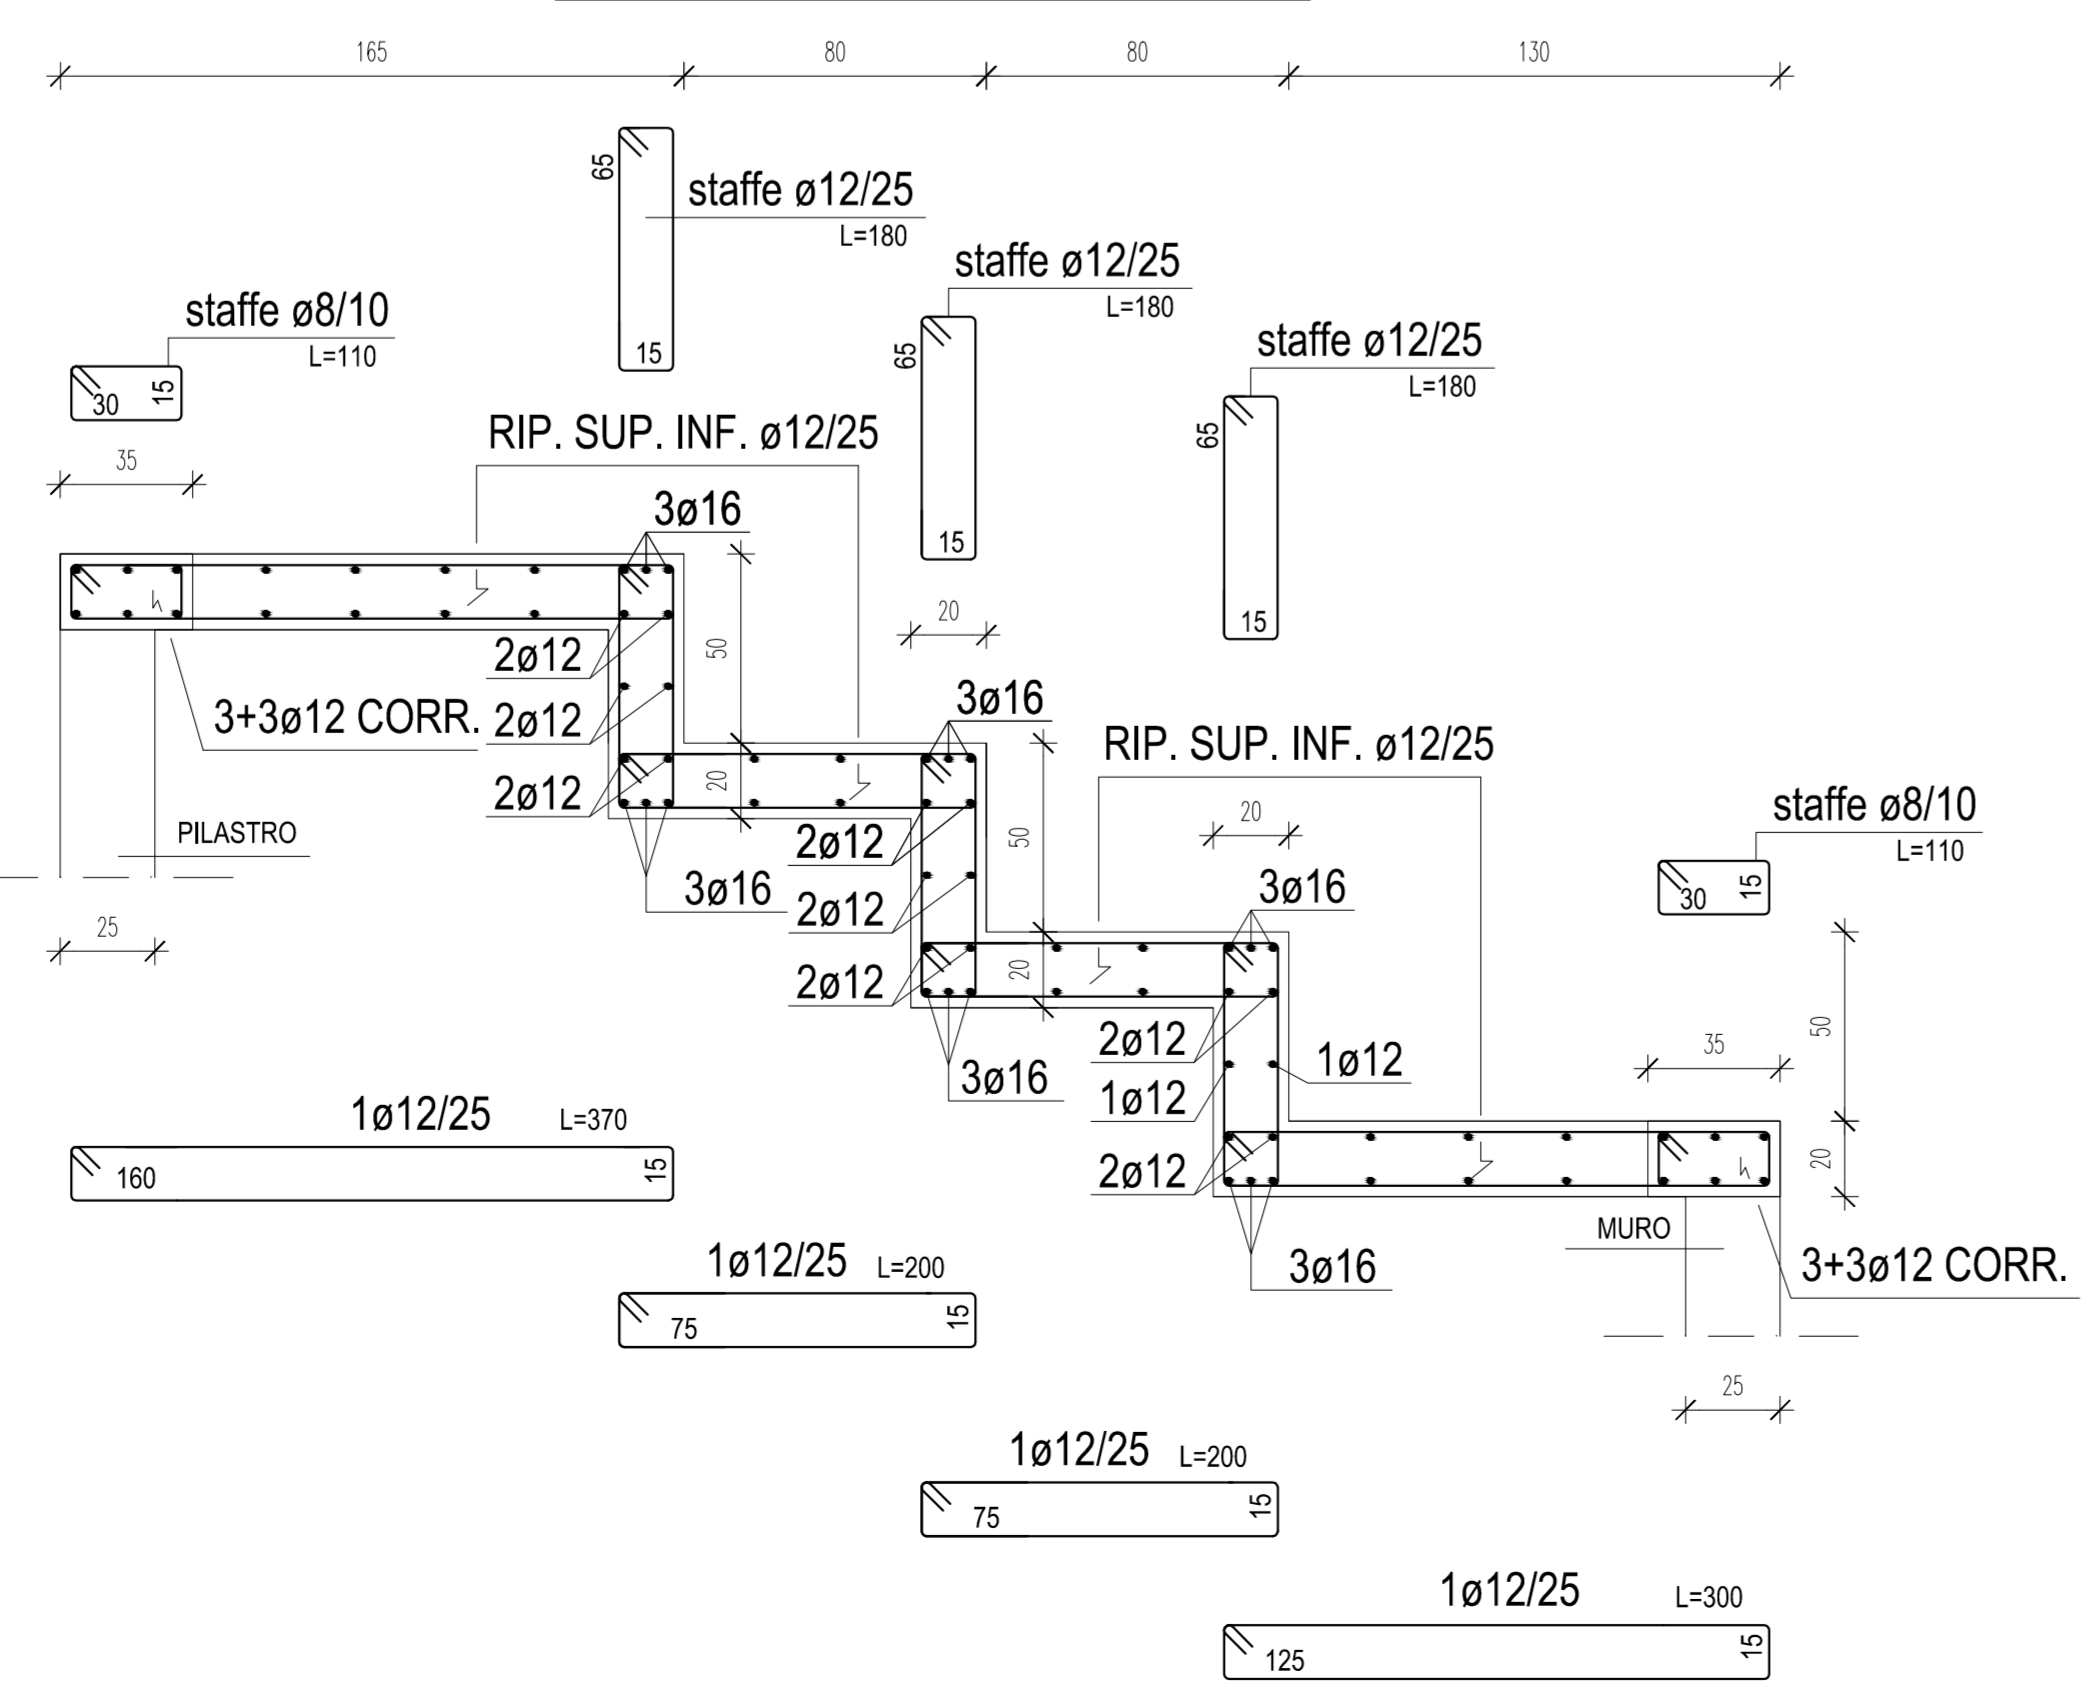 165
80
80
130
65
staffe ø12/25
L=180
15
staffe ø12/25
L=180
65
15
staffe ø12/25
L=180
65
15
staffe ø8/10
L=110
30
15
35
RIP. SUP. INF. ø12/25
3ø16
2ø12
50
20
3+3ø12 CORR.
2ø12
3ø16
RIP. SUP. INF. ø12/25
2ø12
20
PILASTRO
2ø12
50
20
staffe ø8/10
L=110
3ø16
2ø12
3ø16
30
15
25
2ø12
20
2ø12
50
35
1ø12
3ø16
1ø12
1ø12/25
L=370
160
15
2ø12
20
MURO
3+3ø12 CORR.
3ø16
1ø12/25
L=200
75
15
25
1ø12/25
L=200
75
15
1ø12/25
L=300
125
15